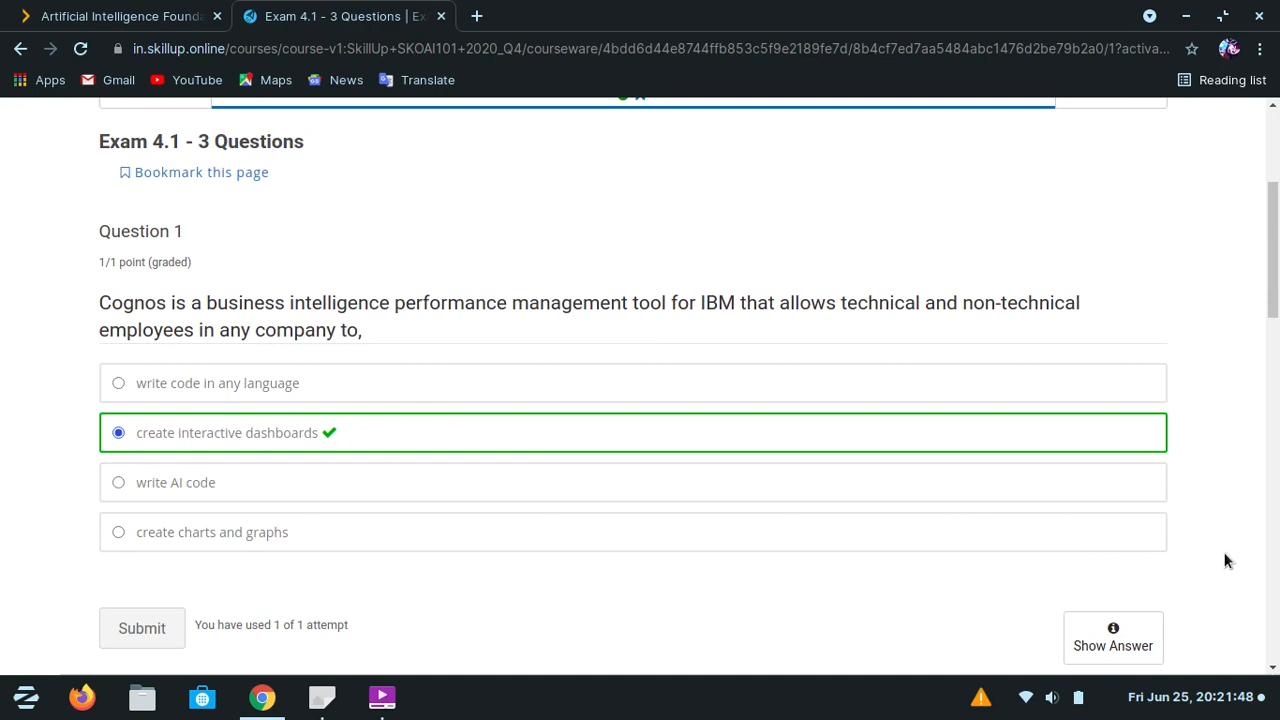 Artificial Intelligence Founda
Exam 4.1 - 3 Questions | Ex
in.skillup.online/courses/course-v1:SkillUp+SKOAI101+2020_Q4/courseware/4bdd6d44e8744ffb853c5f9e2189fe7d/8b4cf7ed7aa5484abc1476d2be79b2a0/1?activa...
Apps Gmail YouTube Maps News Translate Reading list
Exam 4.1 - 3 Questions
Bookmark this page
Question 1
1/1 point (graded)
Cognos is a business intelligence performance management tool for IBM that allows technical and non-technical
employees in any company to,
write code in any language
create interactive dashboards
write AI code
create charts and graphs
Submit
You have used 1 of 1 attempt
Show Answer
Fri Jun 25, 20:21:48